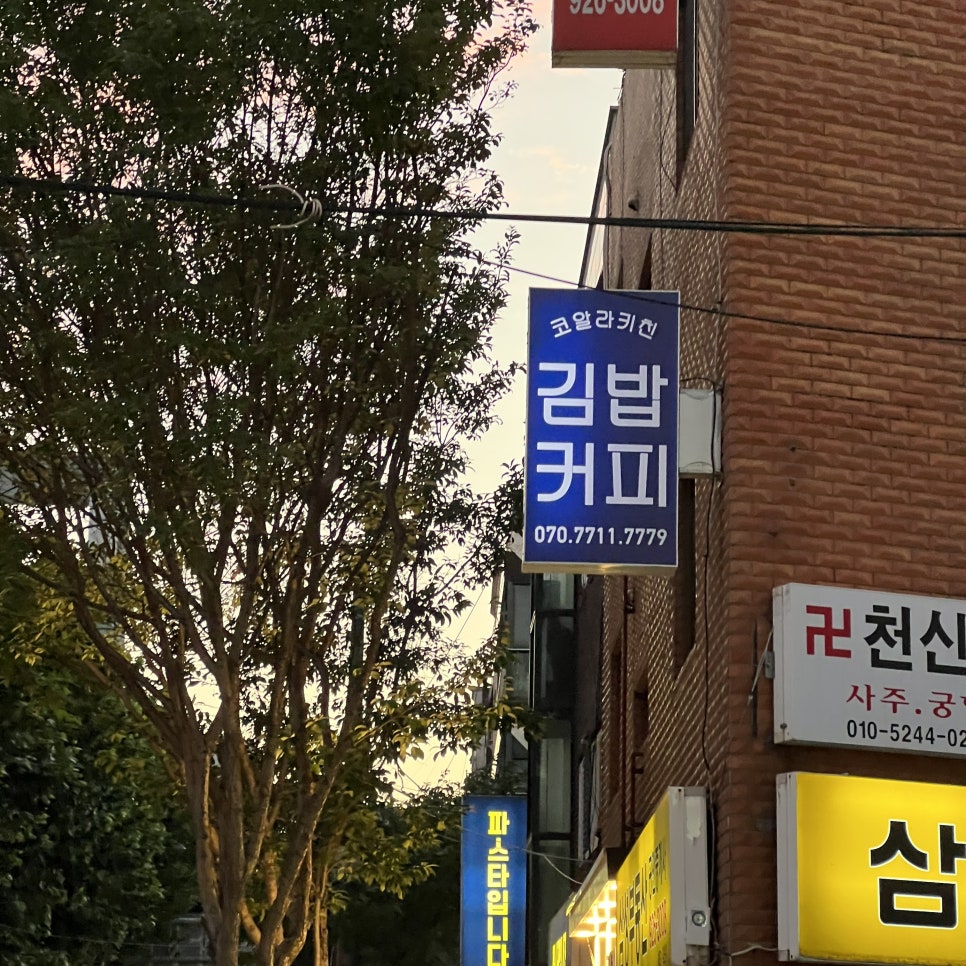 920-3008
코알라키친
김밥
커피
070.7711.7779
卍천신
사주.궁
010-5244-02
삼
파스타입니다